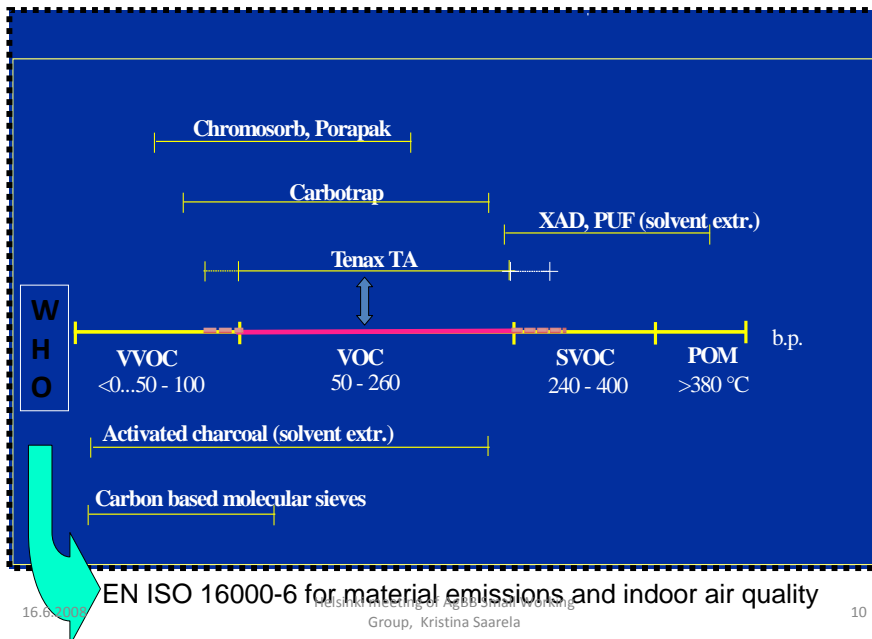 Chromosorb, Porapak
Carbotrap
XAD, PUF (solvent extr.)
Tenax TA
WHO
b.p.
VVOC VOC SVOC POM
<0...50 - 100 50 - 260 240 - 400 >380 °C
Activated charcoal (solvent extr.)
Carbon based molecular sieves
EN ISO 16000-6 for material emissions and indoor air quality
16.6.2008 Helsinki meeting of AgBB Small Working 10
Group, Kristina Saarela